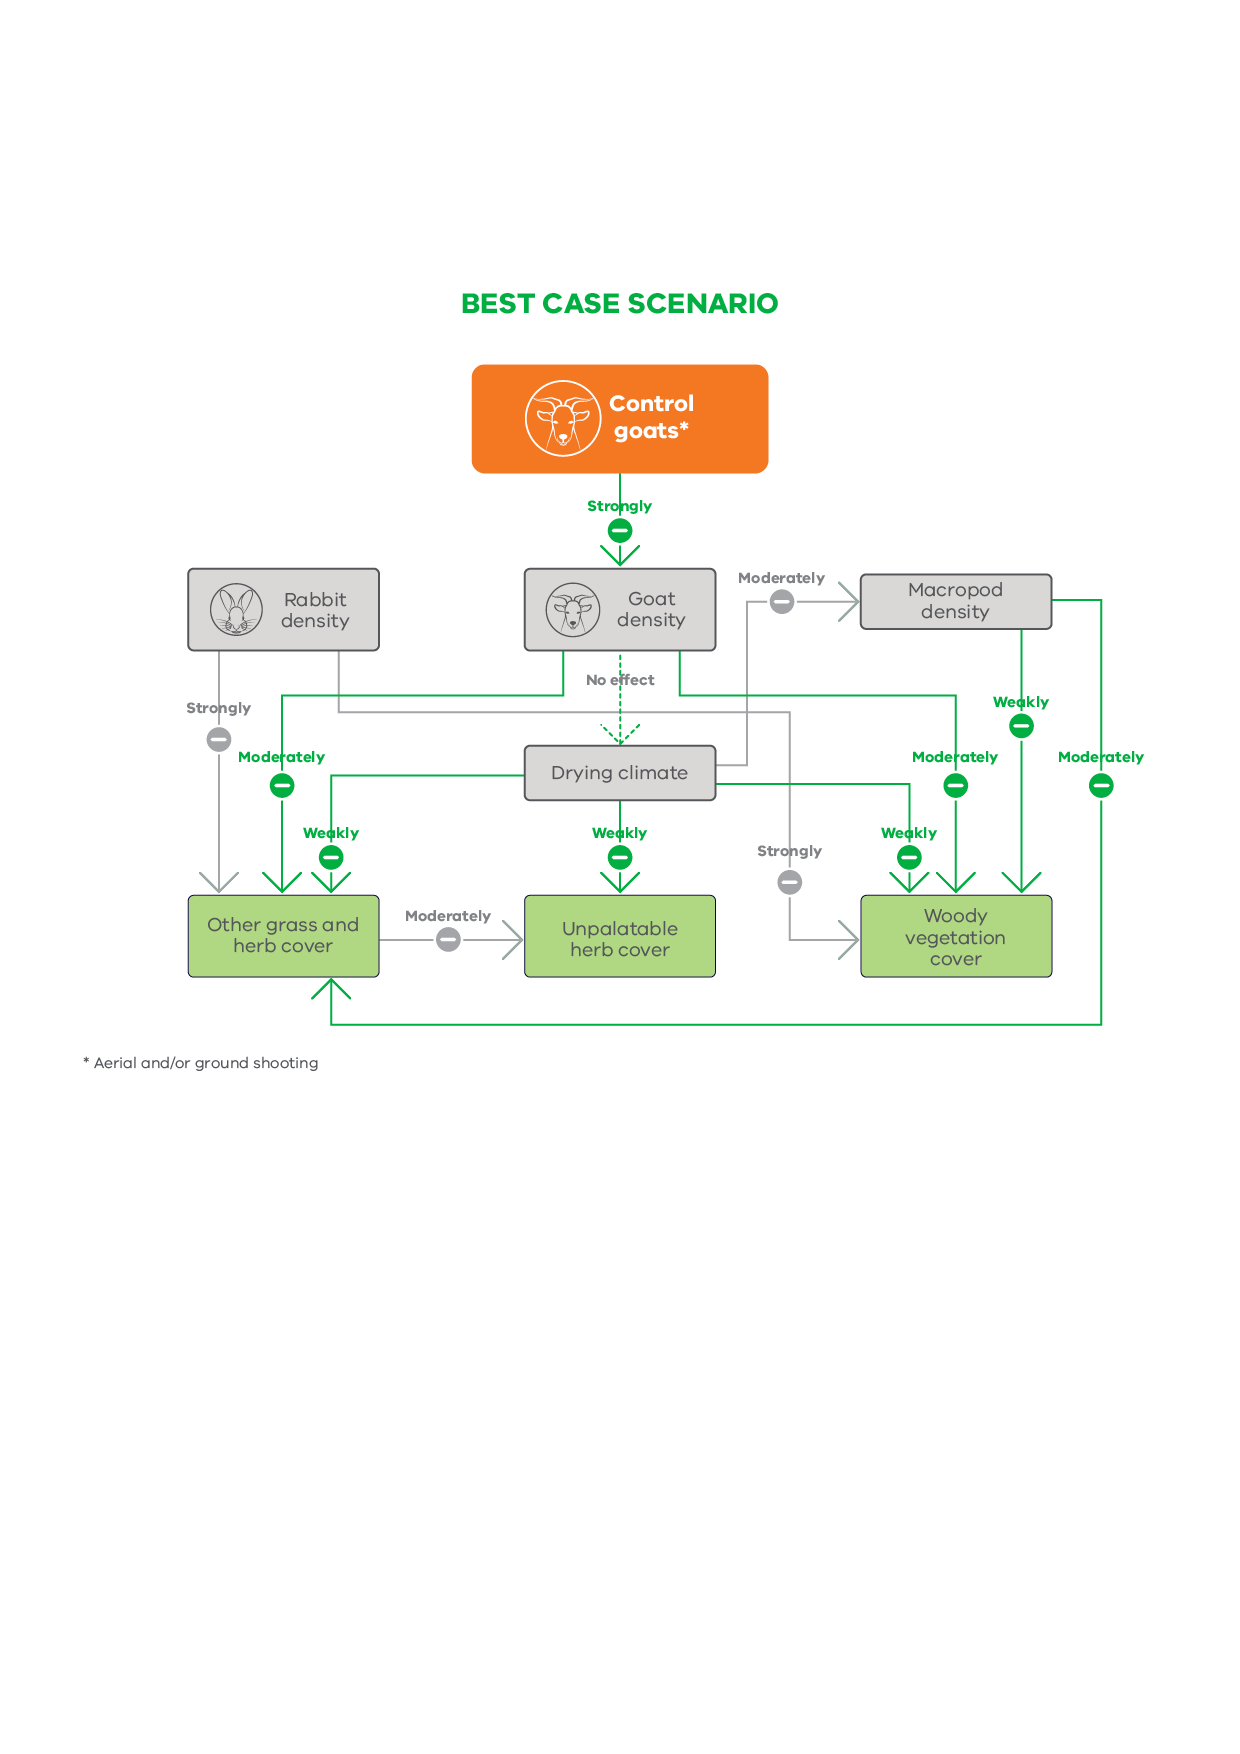 BEST CASE SCENARIO
Control
goats*
Strongly
Rabbit
density
Goat
density
Moderately
Macropod
density
No effect
Strongly
Weakly
Moderately
Moderately
Moderately
Drying climate
Weakly
Weakly
Weakly
Strongly
Other grass and
herb cover
Moderately
Unpalatable
herb cover
Woody
vegetation
cover
* Aerial and/or ground shooting